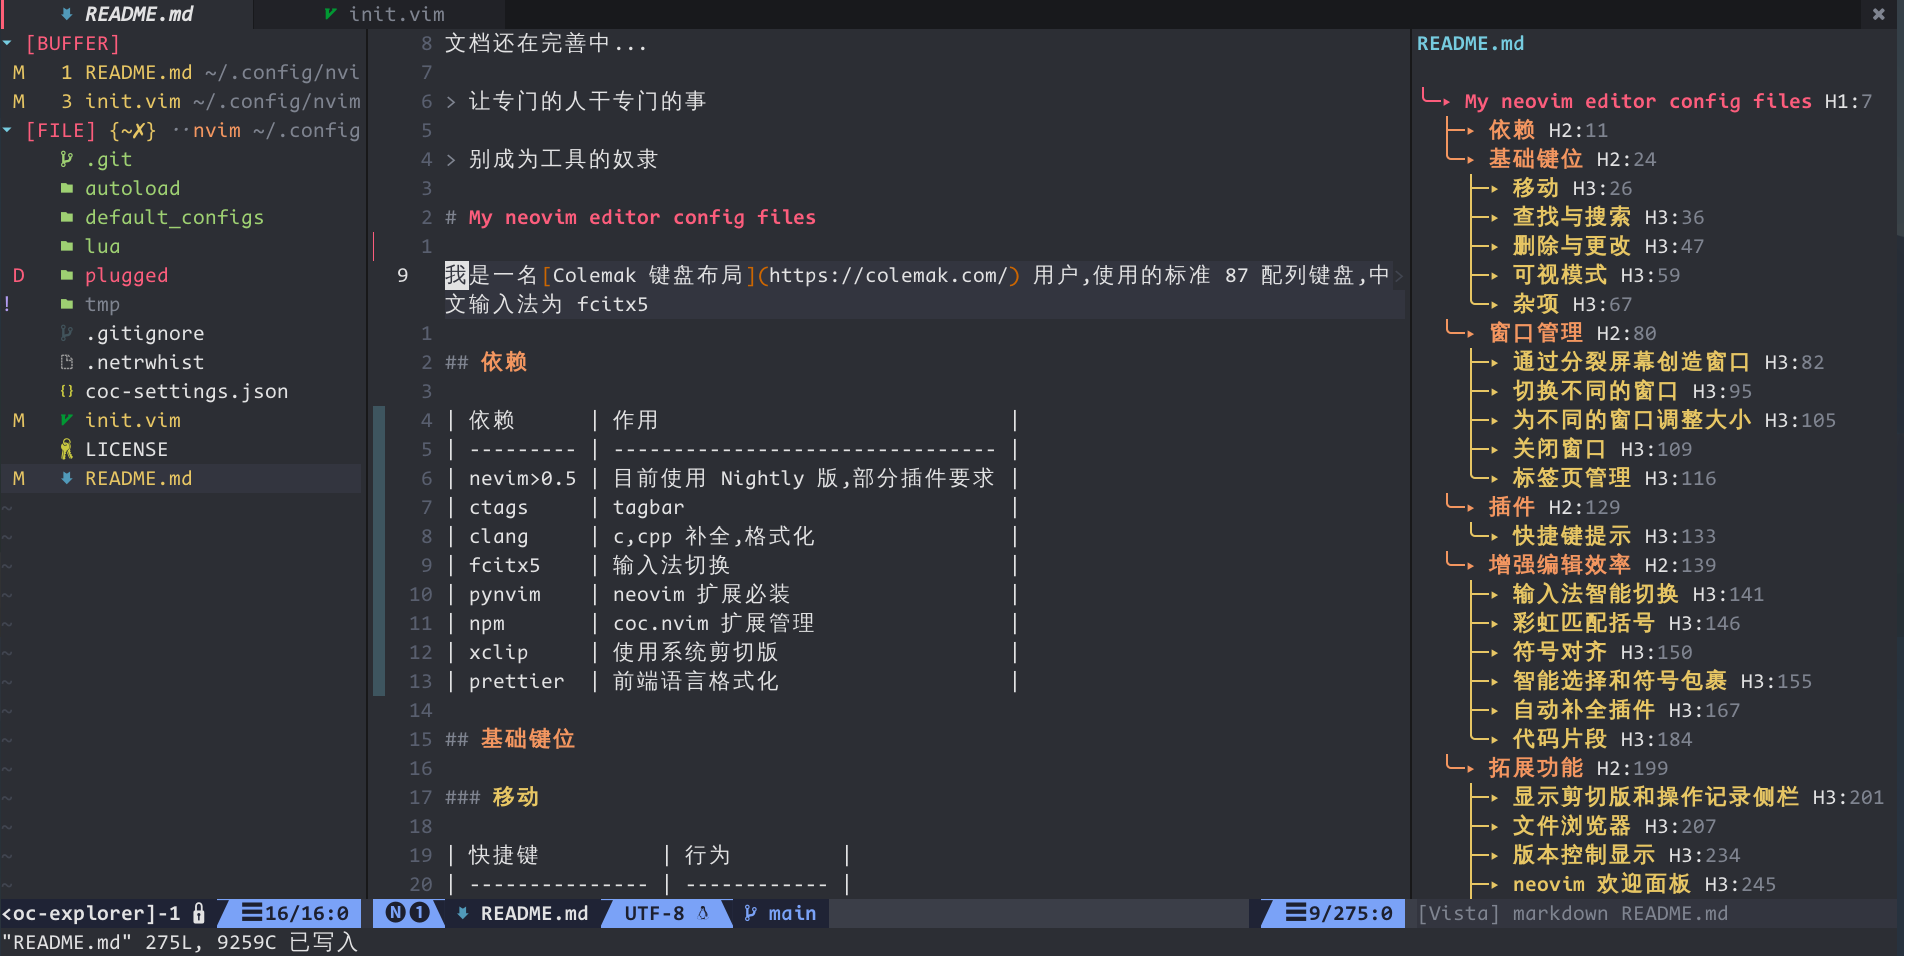 README.md
init.vim
[BUFFER]
M 1 README.md ~/.config/nvi
M 3 init.vim ~/.config/nvim
[FILE] {~✗} ··nvim ~/.config
.git
autoload
default_configs
lua
D plugged
! tmp
.gitignore
.netrwhist
coc-settings.json
M init.vim
LICENSE
M README.md
<oc-explorer]-1
16/16:0
8 文档还在完善中...
7
6 > 让专门的人干专门的事
5
4 > 别成为工具的奴隶
3
2 # My neovim editor config files
1
9 我是一名[Colemak 键盘布局](https://colemak.com/) 用户,使用的标准 87 配列键盘,中
文输入法为 fcitx5
1
2 ## 依赖
3
4 | 依赖 | 作用 |
5 | --------- | -------------------------------- |
6 | nevim>0.5 | 目前使用 Nightly 版,部分插件要求 |
7 | ctags | tagbar |
8 | clang | c,cpp 补全,格式化 |
9 | fcitx5 | 输入法切换 |
10 | pynvim | neovim 扩展必装 |
11 | npm | coc.nvim 扩展管理 |
12 | xclip | 使用系统剪切版 |
13 | prettier | 前端语言格式化 |
14
15 ## 基础键位
16
17 ### 移动
18
19 | 快捷键 | 行为 |
20 | --------------- | ------------ |
N 1 README.md UTF-8 main
9/275:0
README.md
My neovim editor config files H1:7
依赖 H2:11
基础键位 H2:24
移动 H3:26
查找与搜索 H3:36
删除与更改 H3:47
可视模式 H3:59
杂项 H3:67
窗口管理 H2:80
通过分裂屏幕创造窗口 H3:82
切换不同的窗口 H3:95
为不同的窗口调整大小 H3:105
关闭窗口 H3:109
标签页管理 H3:116
插件 H2:129
快捷键提示 H3:133
增强编辑效率 H2:139
输入法智能切换 H3:141
彩虹匹配括号 H3:146
符号对齐 H3:150
智能选择和符号包裹 H3:155
自动补全插件 H3:167
代码片段 H3:184
拓展功能 H2:199
显示剪切版和操作记录侧栏 H3:201
文件浏览器 H3:207
版本控制显示 H3:234
neovim 欢迎面板 H3:245
[Vista] markdown README.md
"README.md" 275L, 9259C 已写入